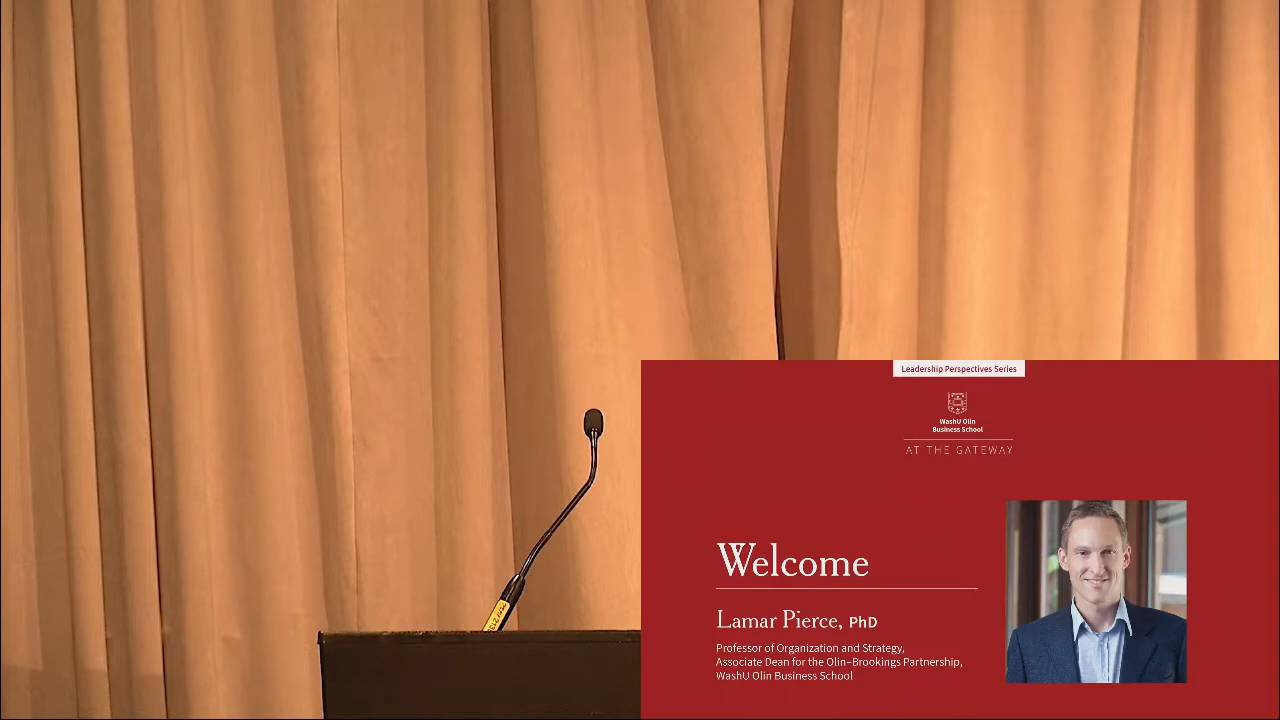 Leadership Perspectives Series
WashU Olin
Business School
AT THE GATEWAY
Welcome
Lamar Pierce, PhD
Professor of Organization and Strategy,
Associate Dean for the Olin–Brookings Partnership,
WashU Olin Business School